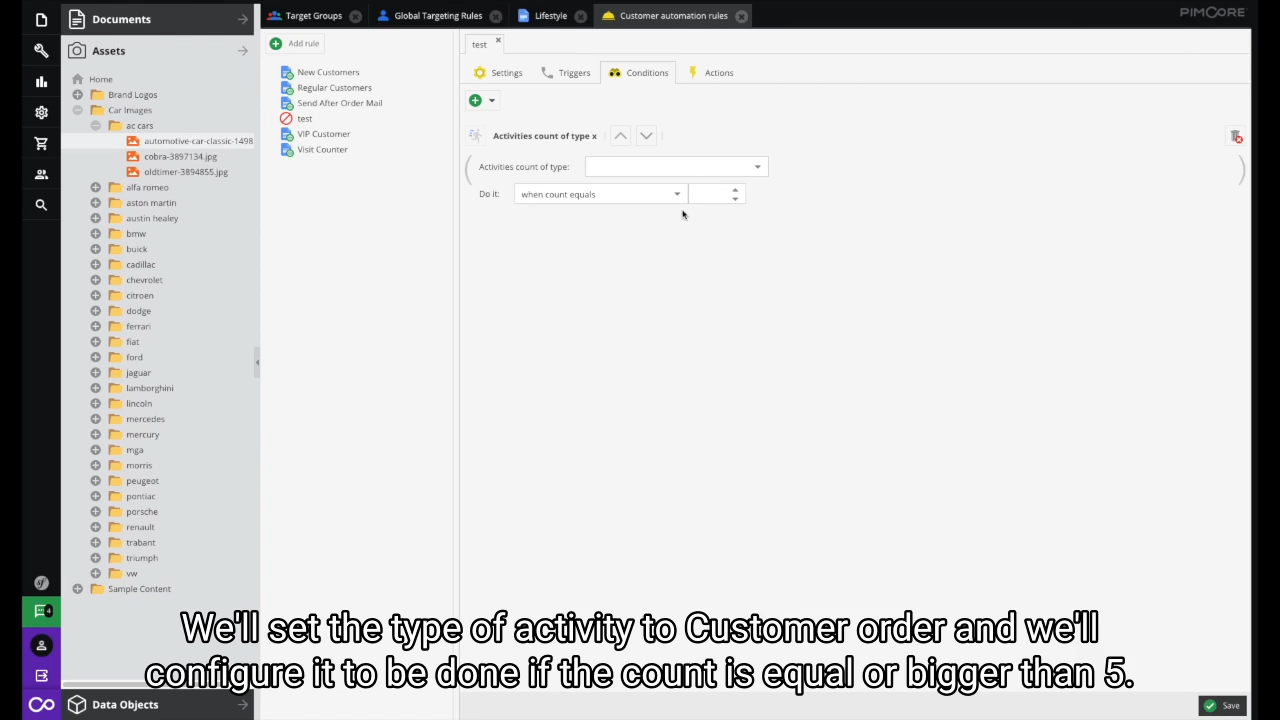 Documents
Assets
Home
Brand Logos
Car Images
ac cars
automotive-car-classic-1498
cobra-3897134.jpg
oldtimer-3894855.jpg
alfa romeo
aston martin
austin healey
bmw
buick
cadillac
chevrolet
citroen
dodge
ferrari
fiat
ford
jaguar
lamborghini
lincoln
mercedes
mercury
mga
morris
peugeot
pontiac
porsche
renault
trabant
triumph
vw
Sample Content
Data Objects
4
Target Groups
Global Targeting Rules
Lifestyle
Customer automation rules
PIMCORE
Add rule
New Customers
Regular Customers
Send After Order Mail
test
VIP Customer
Visit Counter
test
Settings
Triggers
Conditions
Actions
Activities count of type x
Activities count of type:
Do it: when count equals
Save
We'll set the type of activity to Customer order and we'll
configure it to be done if the count is equal or bigger than 5.